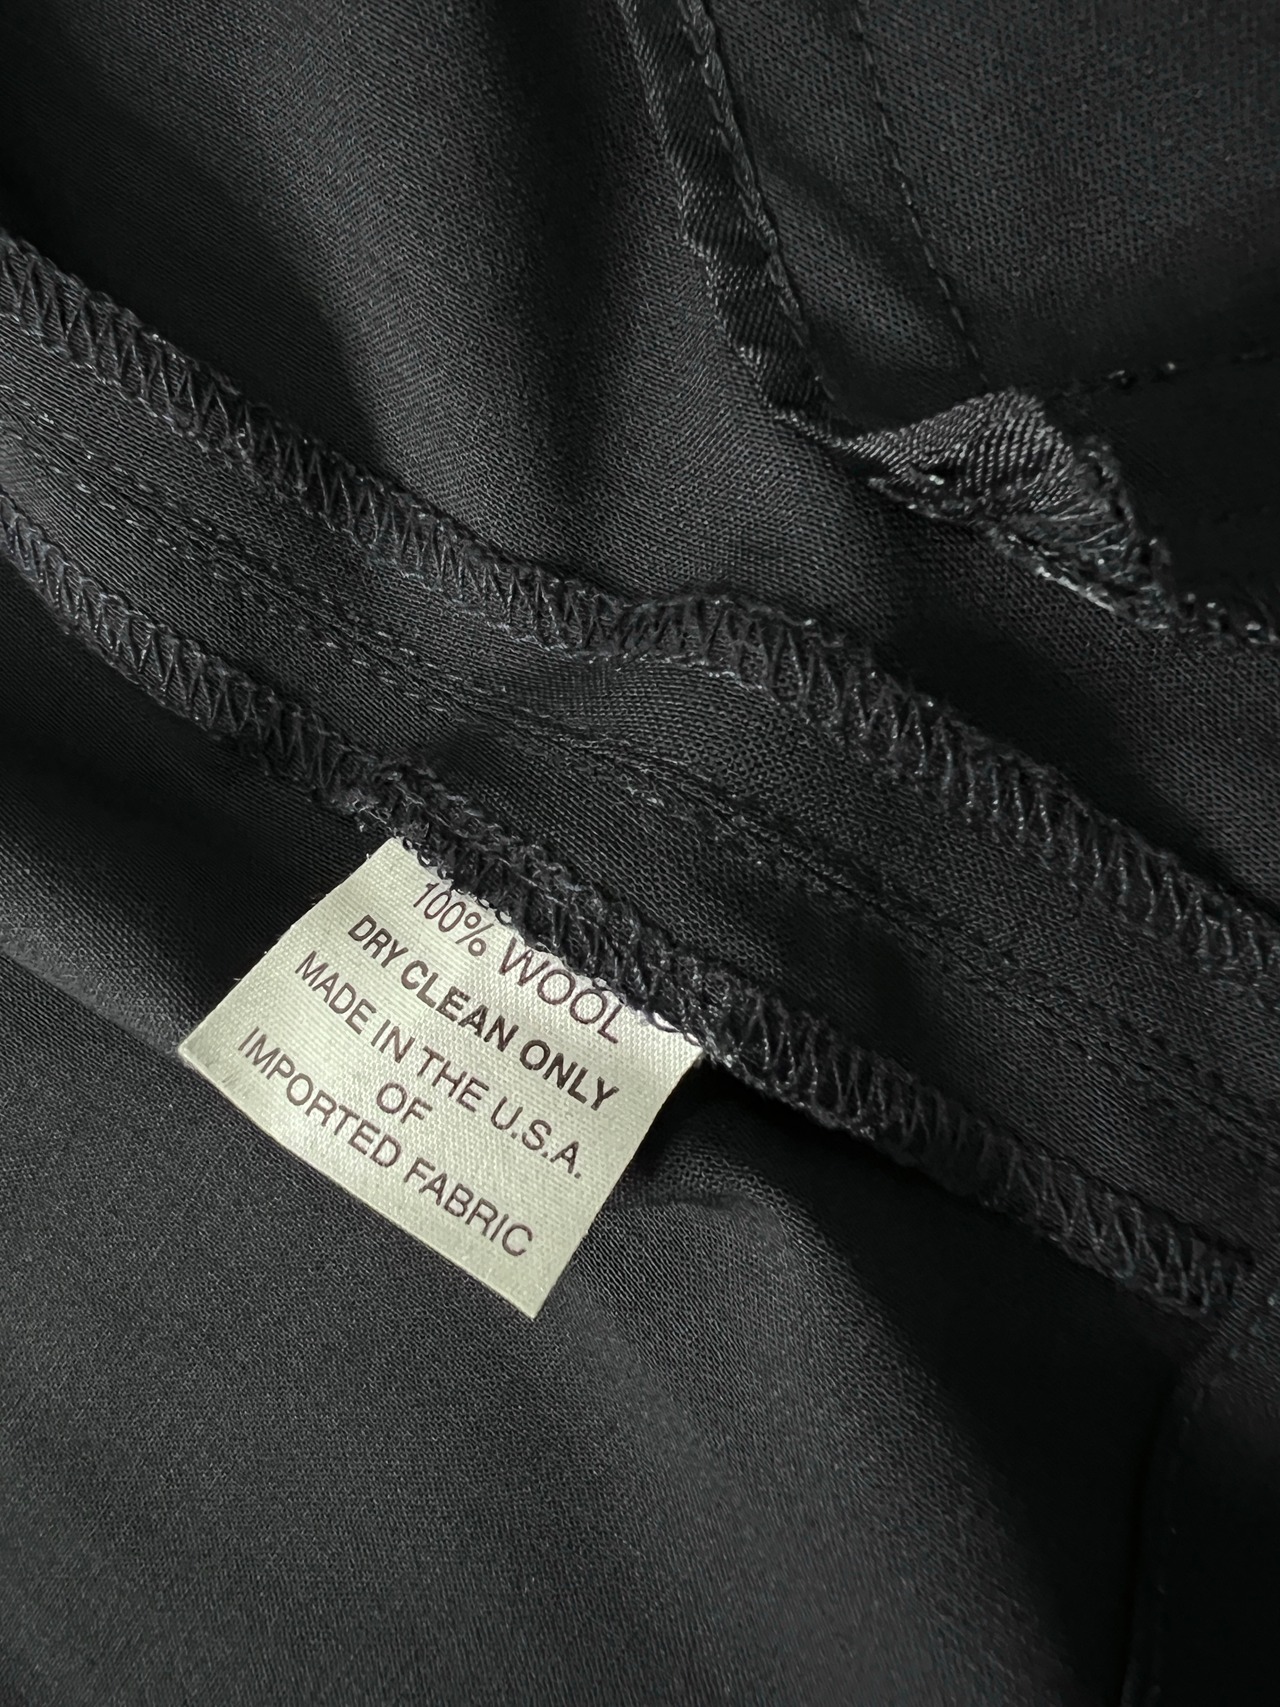 100% WOOL
DRY CLEAN ONLY
MADE IN THE U.S.A.
OF
IMPORTED FABRIC